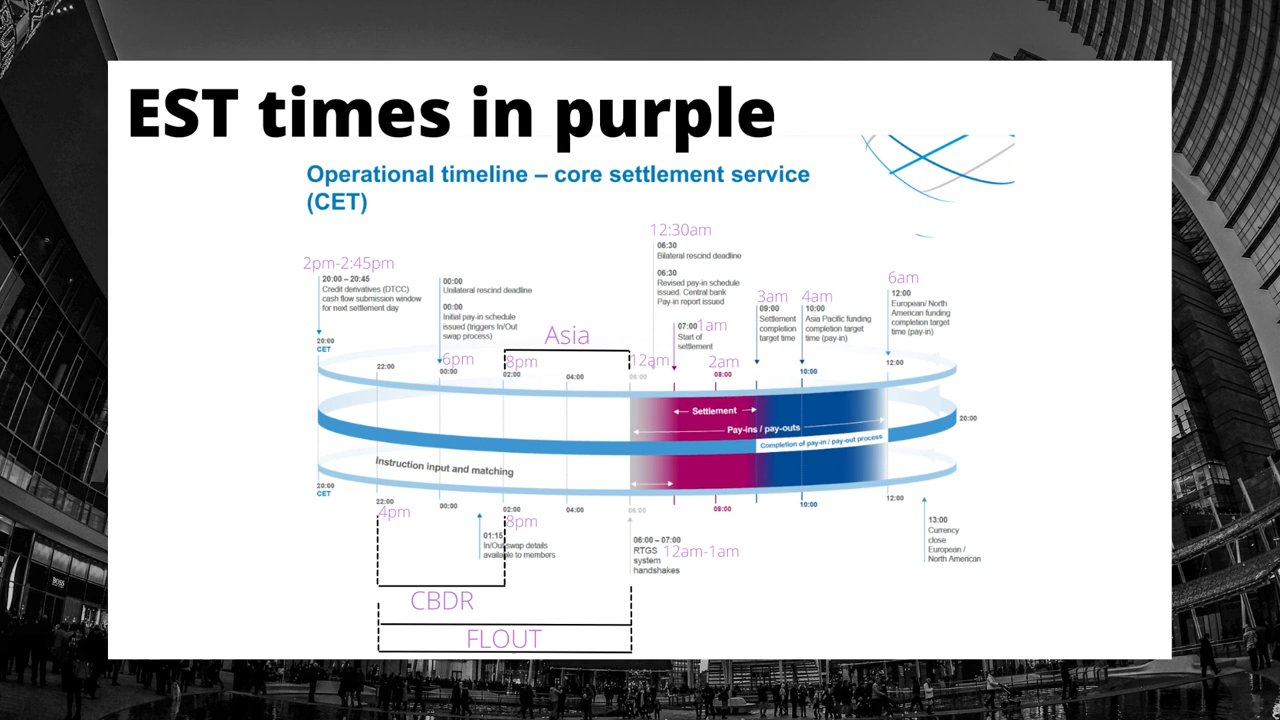 EST times in purple
Operational timeline – core settlement service
(CET)
12:30am
06:30
Bilateral rescind deadline
06:30
Revised pay-in schedule
issued. Central bank
Pay-in report issued
2pm-2:45pm
20:00 – 20:45
Credit derivatives (DTCC)
cash flow submission window
for next settlement day
20:00
CET
00:00
Unilateral rescind deadline
00:00
Initial pay-in schedule
issued (triggers In/Out
swap process)
Asia
07:00
1am
Start of
settlement
3am
09:00
Settlement
completion
target time
4am
10:00
Asia Pacific funding
completion target
time (pay-in)
6am
12:00
European/ North
American funding
completion target
time (pay-in)
6pm
8pm
12am
2am
22:00
00:00
02:00
04:00
06:00
08:00
10:00
12:00
Settlement
Pay-ins / pay-outs
Completion of pay-in / pay-out process
20:00
Instruction input and matching
20:00
CET
22:00
00:00
02:00
04:00
06:00
08:00
10:00
12:00
4pm
8pm
01:15
In/Out swap details
available to members
06:00 – 07:00
RTGS
system
handshakes
12am-1am
13:00
Currency
close
European /
North American
CBDR
FLOUT
BOSS